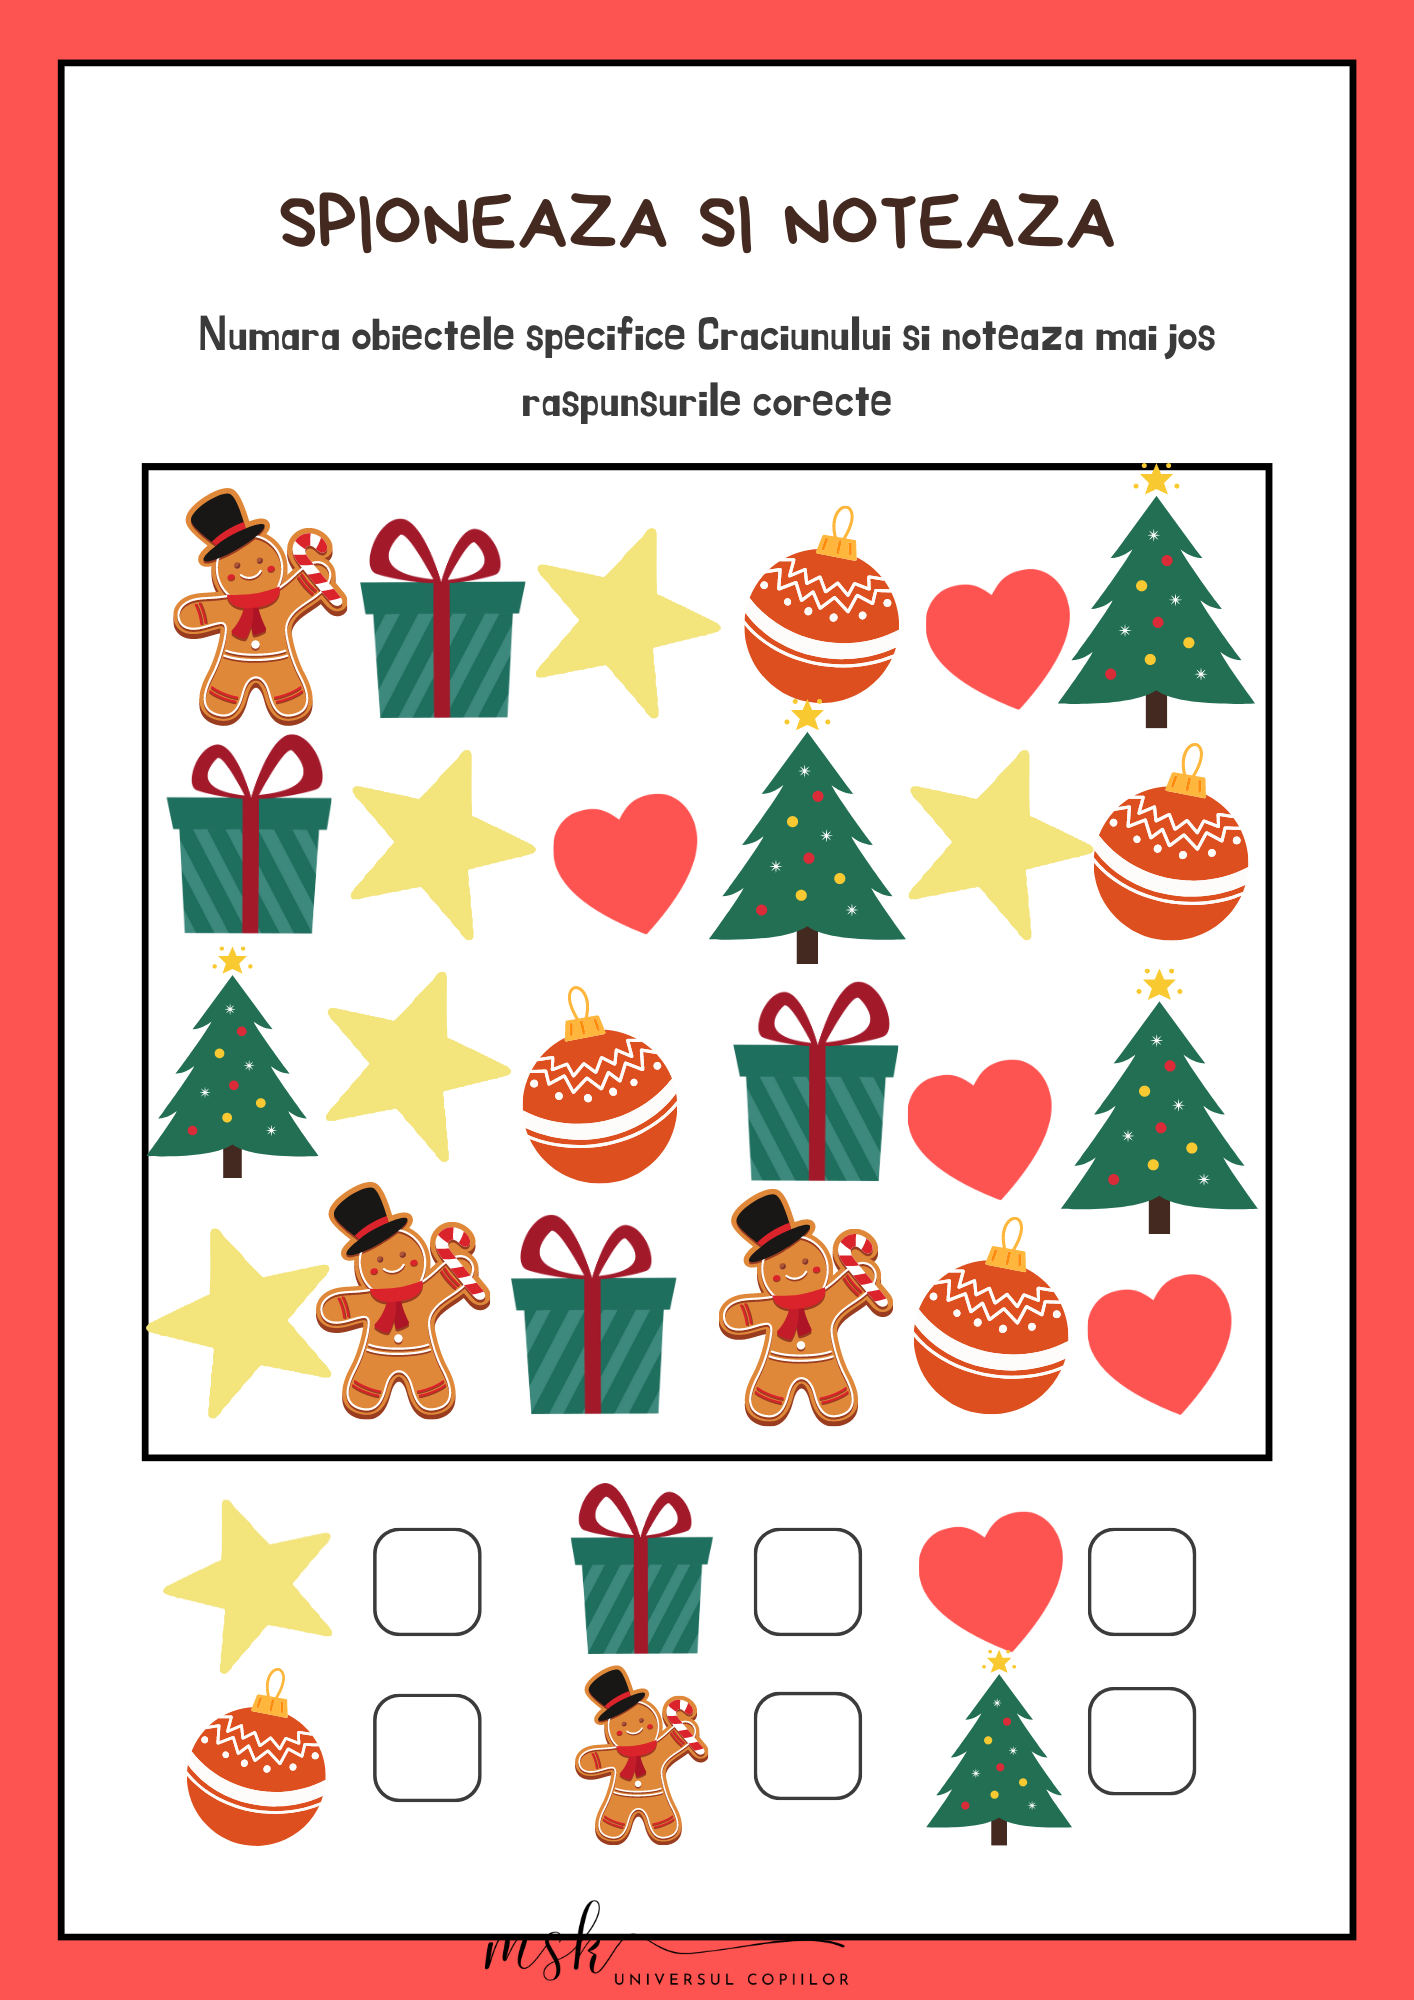 SPIONEAZA SI NOTEAZA
Numara obiectele specifice Craciunului si noteaza mai jos
raspunsurile corecte
msk
UNIVERSUL COPIILOR